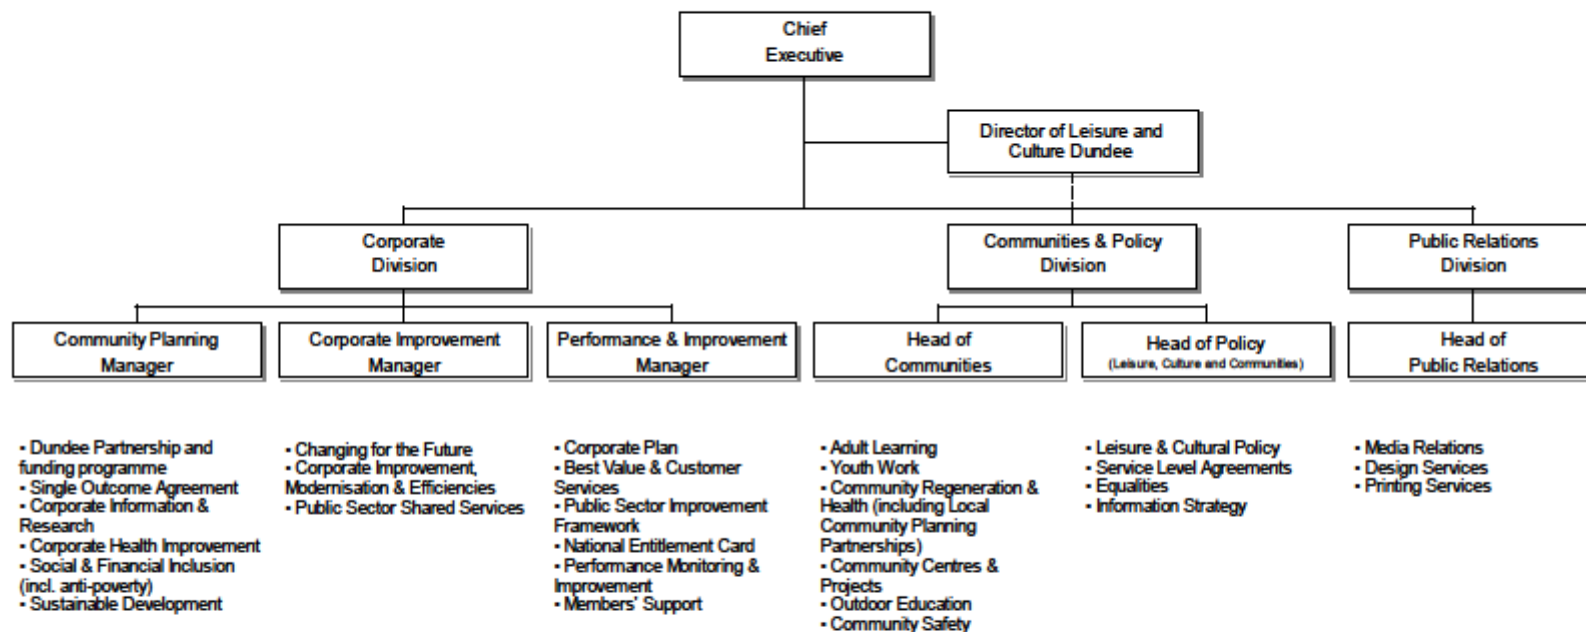 Chief
Executive
Director of Leisure and
Culture Dundee
Corporate
Division
Communities & Policy
Division
Public Relations
Division
Community Planning
Manager
Corporate Improvement
Manager
Performance & Improvement
Manager
Head of
Communities
Head of Policy
(Leisure, Culture and Communities)
Head of
Public Relations
▪ Dundee Partnership and
funding programme
▪ Single Outcome Agreement
▪ Corporate Information &
Research
▪ Corporate Health Improvement
▪ Social & Financial Inclusion
(incl. anti-poverty)
▪ Sustainable Development
▪ Changing for the Future
▪ Corporate Improvement,
Modernisation & Efficiencies
▪ Public Sector Shared Services
▪ Corporate Plan
▪ Best Value & Customer
Services
▪ Public Sector Improvement
Framework
▪ National Entitlement Card
▪ Performance Monitoring &
Improvement
▪ Members' Support
▪ Adult Learning
▪ Youth Work
▪ Community Regeneration &
Health (including Local
Community Planning
Partnerships)
▪ Community Centres &
Projects
▪ Outdoor Education
▪ Community Safety
▪ Leisure & Cultural Policy
▪ Service Level Agreements
▪ Equalities
▪ Information Strategy
▪ Media Relations
▪ Design Services
▪ Printing Services